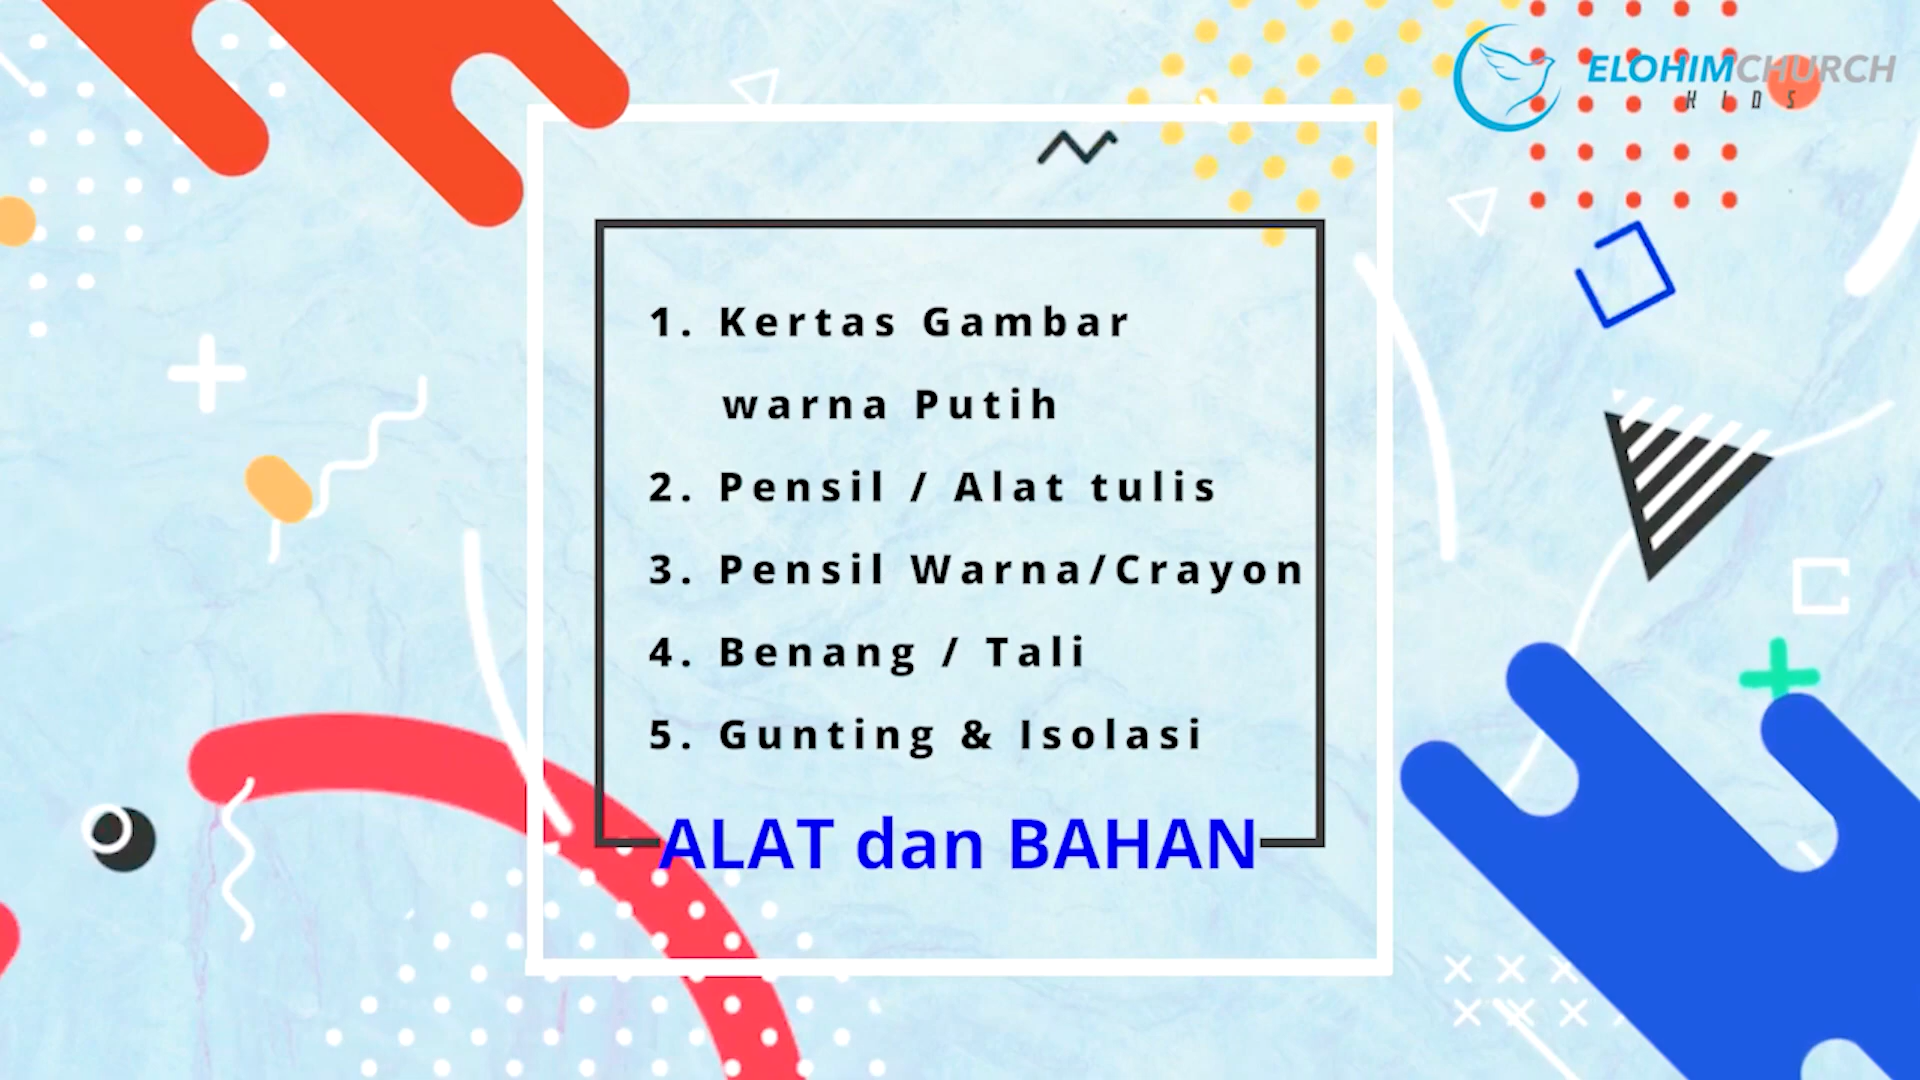 ELOHIMCHURCH
KIDS
1. Kertas Gambar
warna Putih
2. Pensil / Alat tulis
3. Pensil Warna/Crayon
4. Benang / Tali
5. Gunting & Isolasi
ALAT dan BAHAN